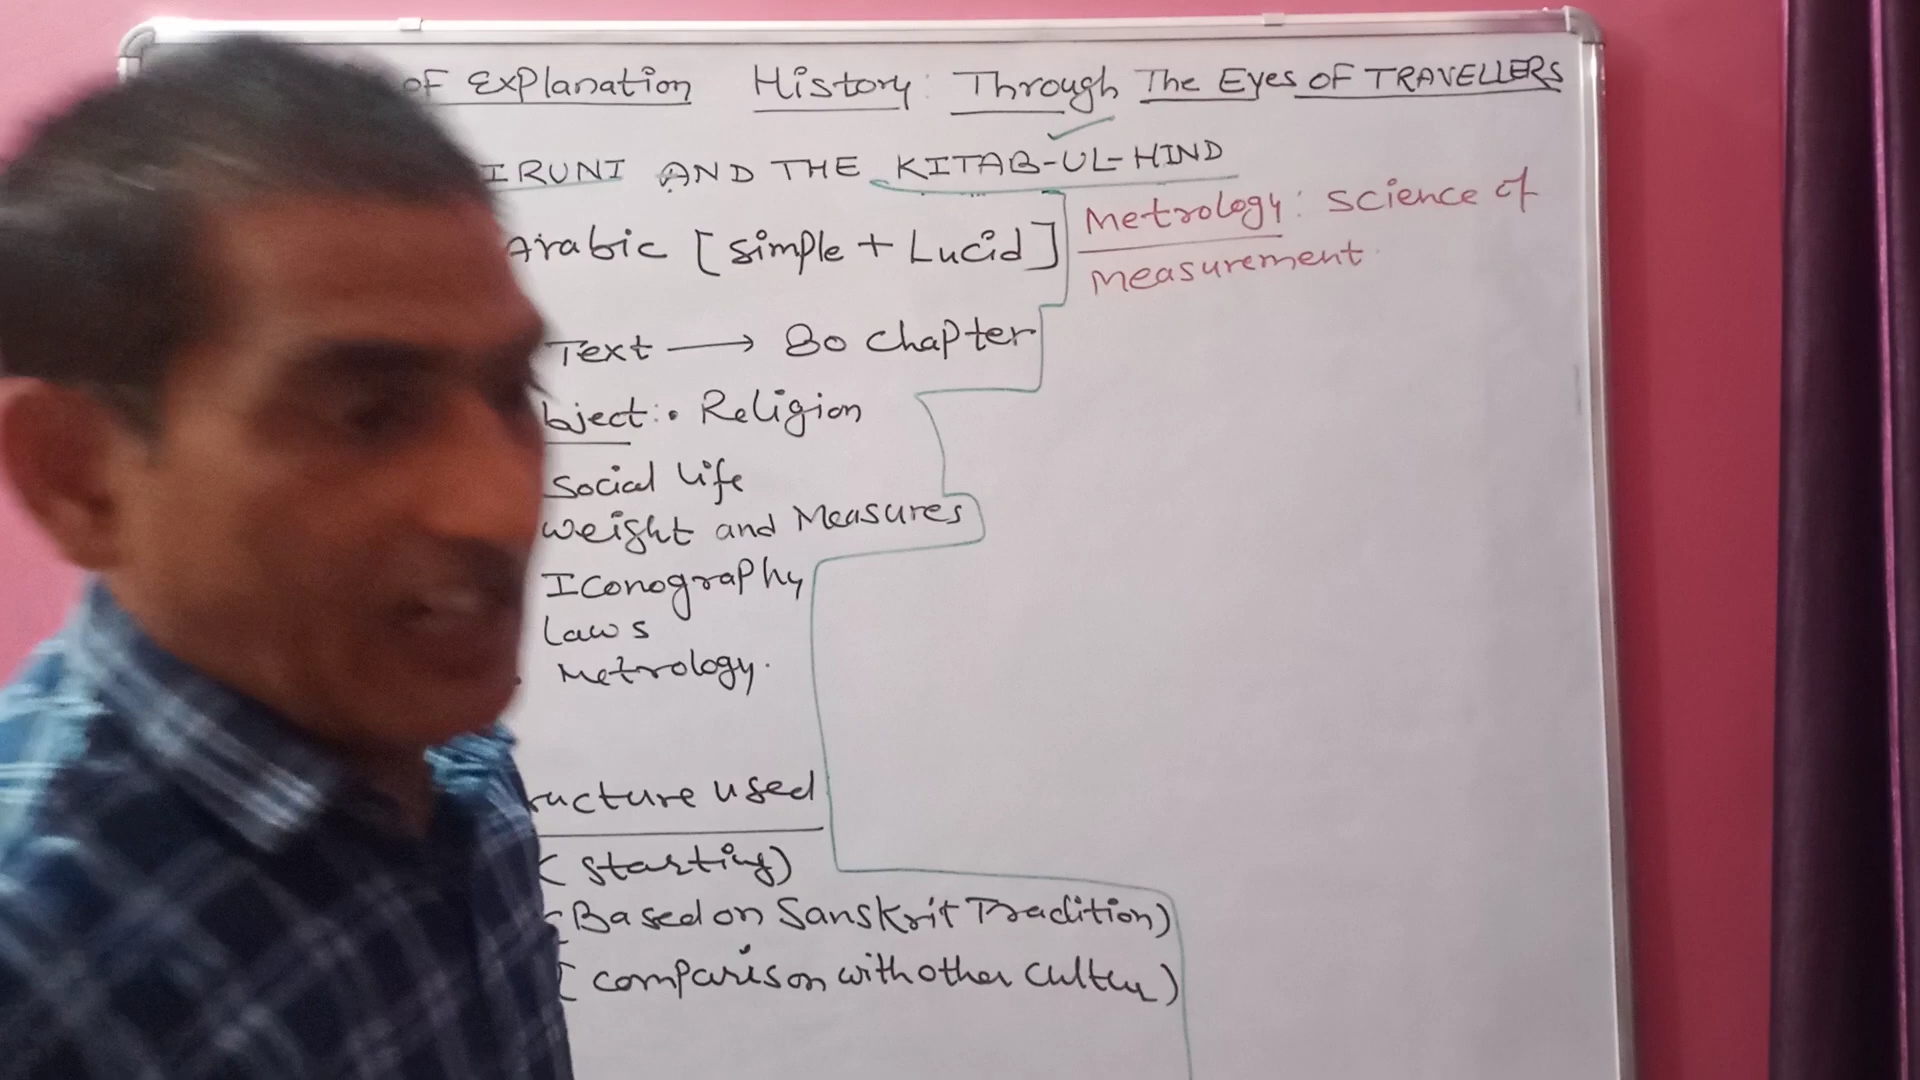 of Explanation History: Through The Eyes of TRAVELLERS
IRUNI AND THE KITAB-UL-HIND
Arabic [Simple + Lucid]
Metrology: Science of
measurement
Text → 80 chapter
bject: • Religion
Social life
Weight and Measures
Iconography
Laws
Metrology.
ructure used
(starting)
(Based on Sanskrit Tradition)
(comparison with other